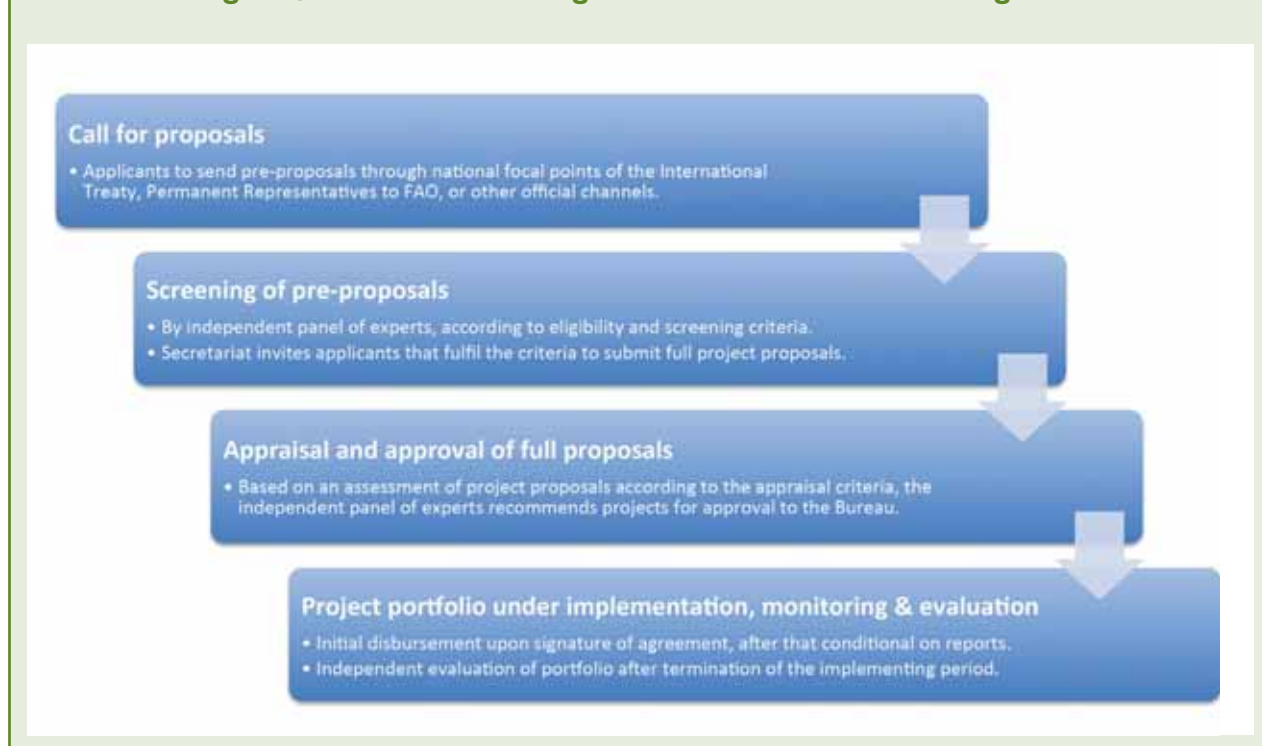 Call for proposals
• Applicants to send pre-proposals through national focal points of the International
Treaty, Permanent Representatives to FAO, or other official channels.
Screening of pre-proposals
• By independent panel of experts, according to eligibility and screening criteria.
• Secretariat invites applicants that fulfil the criteria to submit full project proposals.
Appraisal and approval of full proposals
• Based on an assessment of project proposals according to the appraisal criteria, the
independent panel of experts recommends projects for approval to the Bureau.
Project portfolio under implementation, monitoring & evaluation
• Initial disbursement upon signature of agreement, after that conditional on reports.
• Independent evaluation of portfolio after termination of the implementing period.